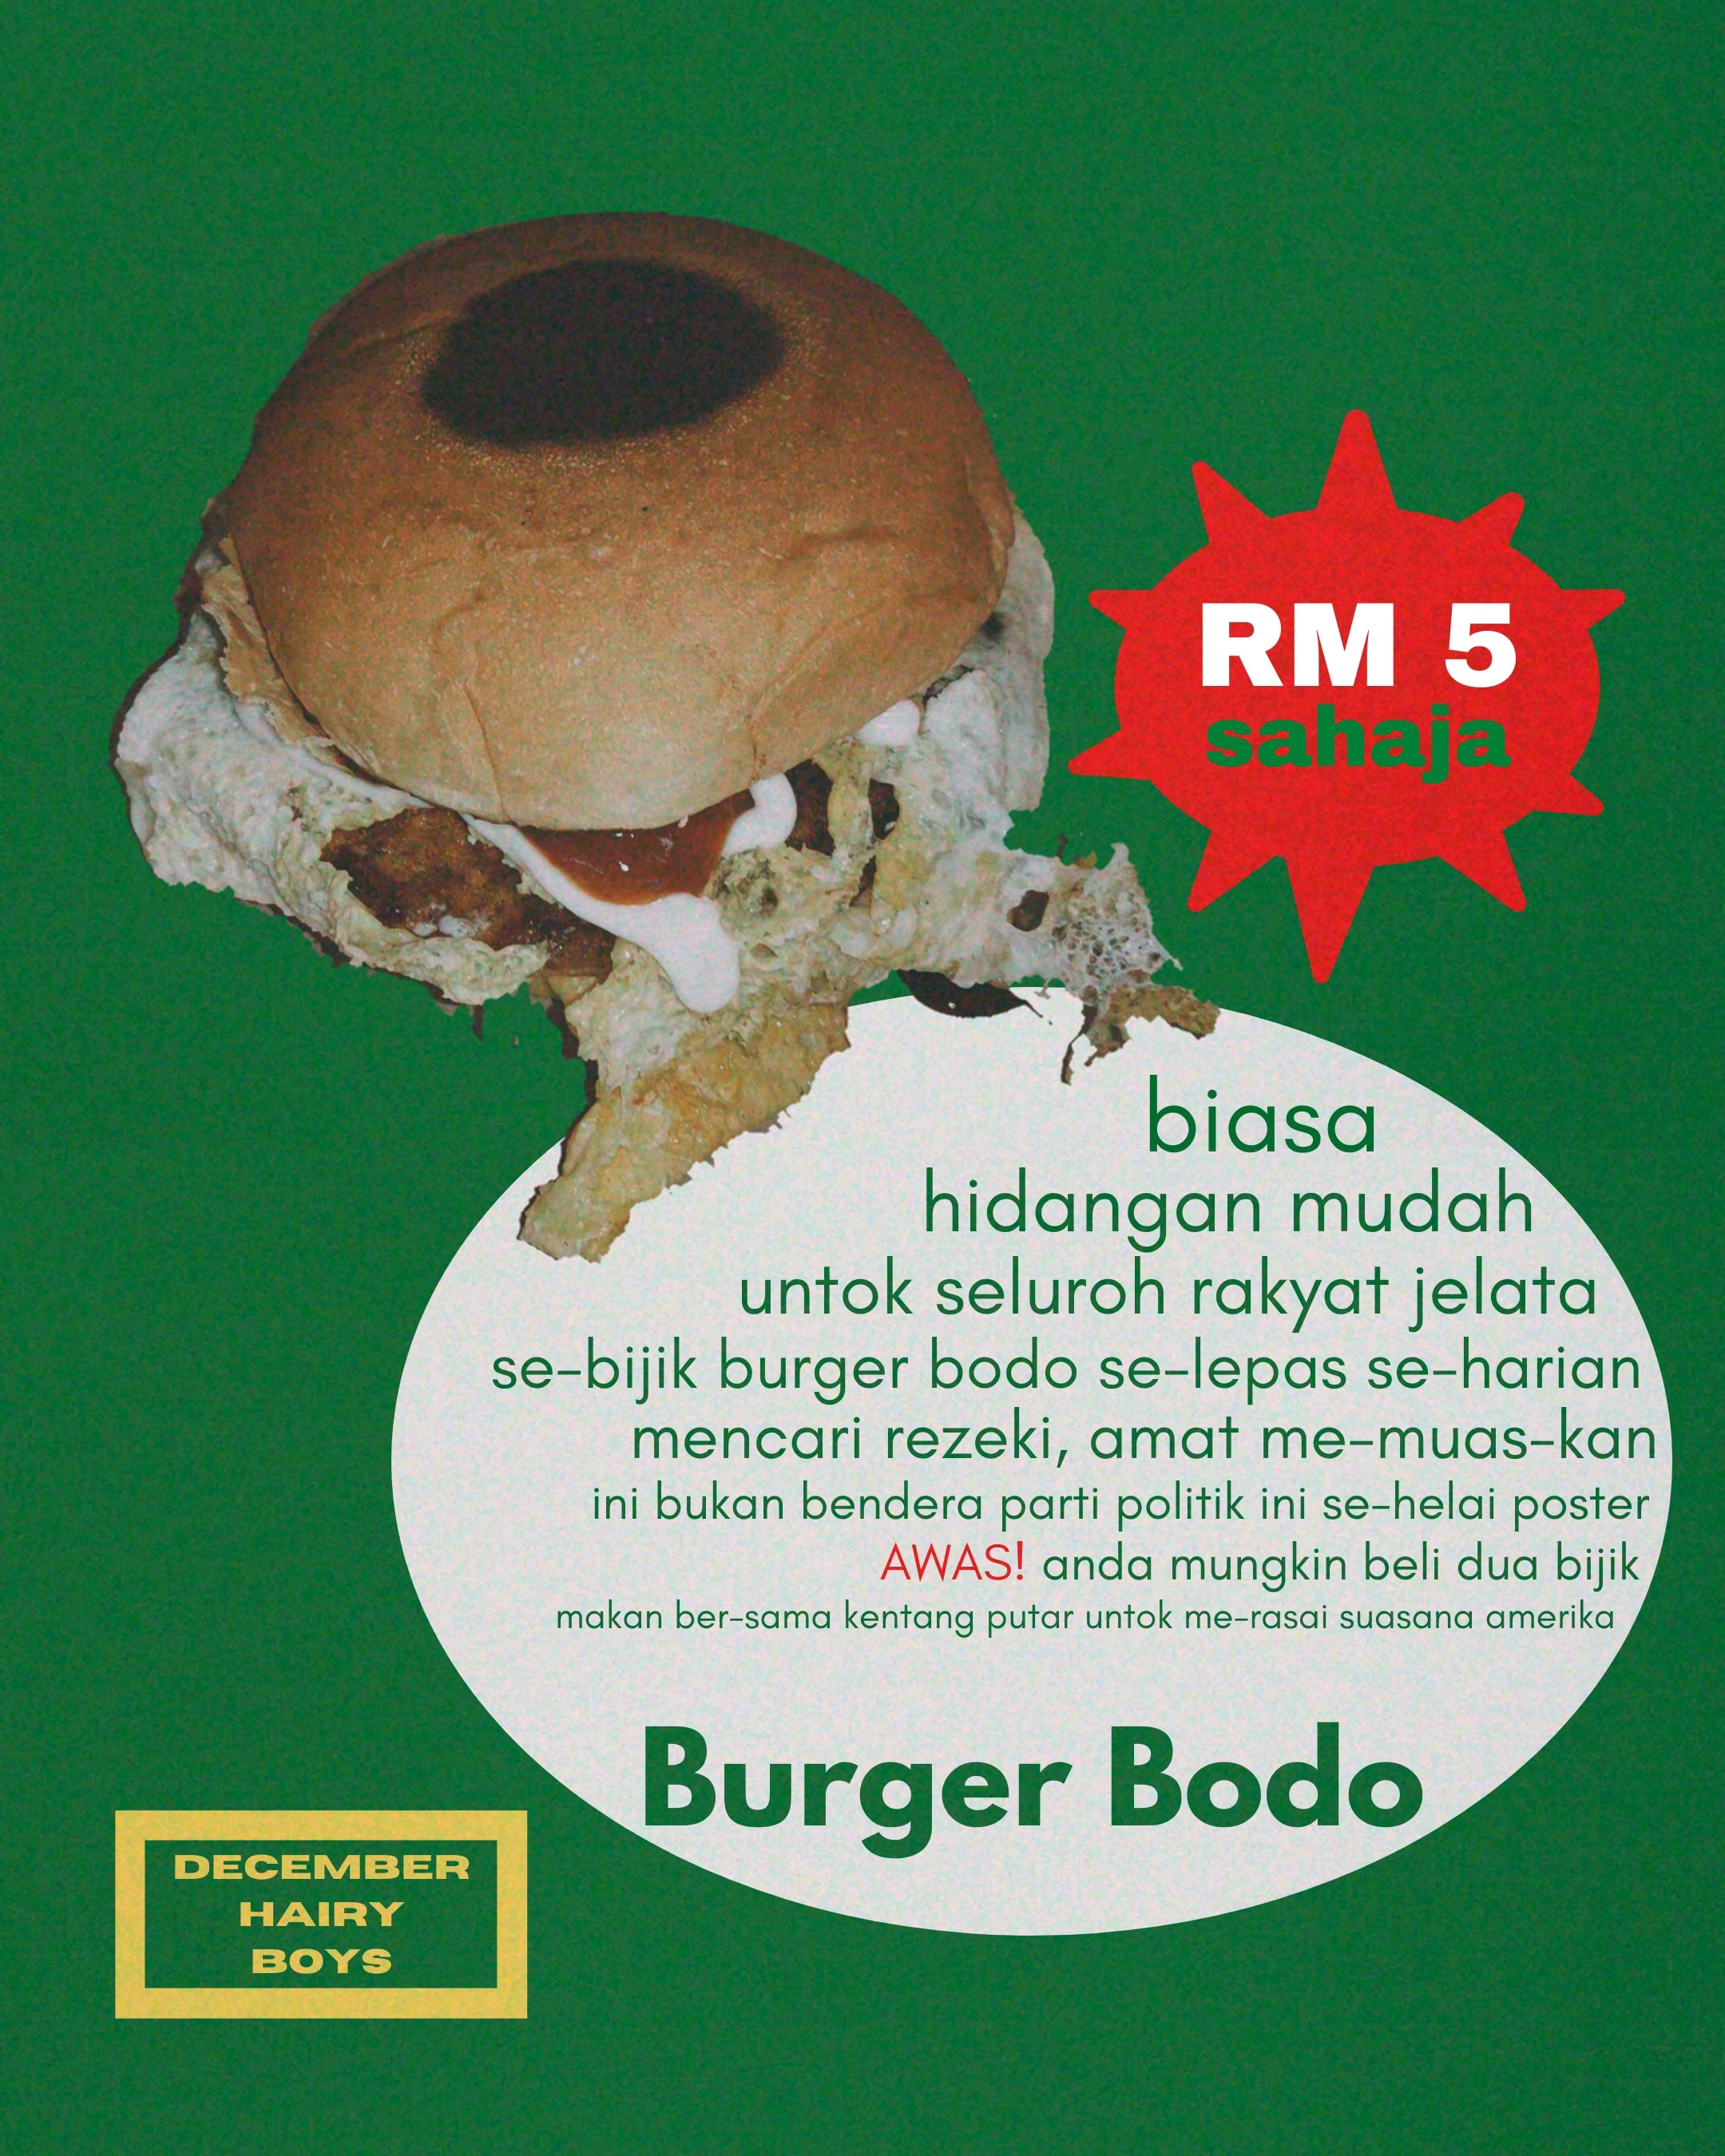 RM 5
sahaja
biasa
hidangan mudah
untok seluroh rakyat jelata
se-bijik burger bodo se-lepas se-harian
mencari rezeki, amat me-muas-kan
ini bukan bendera parti politik ini se-helai poster
AWAS! anda mungkin beli dua bijik
makan ber-sama kentang putar untok me-rasai suasana amerika
Burger Bodo
DECEMBER
HAIRY
BOYS